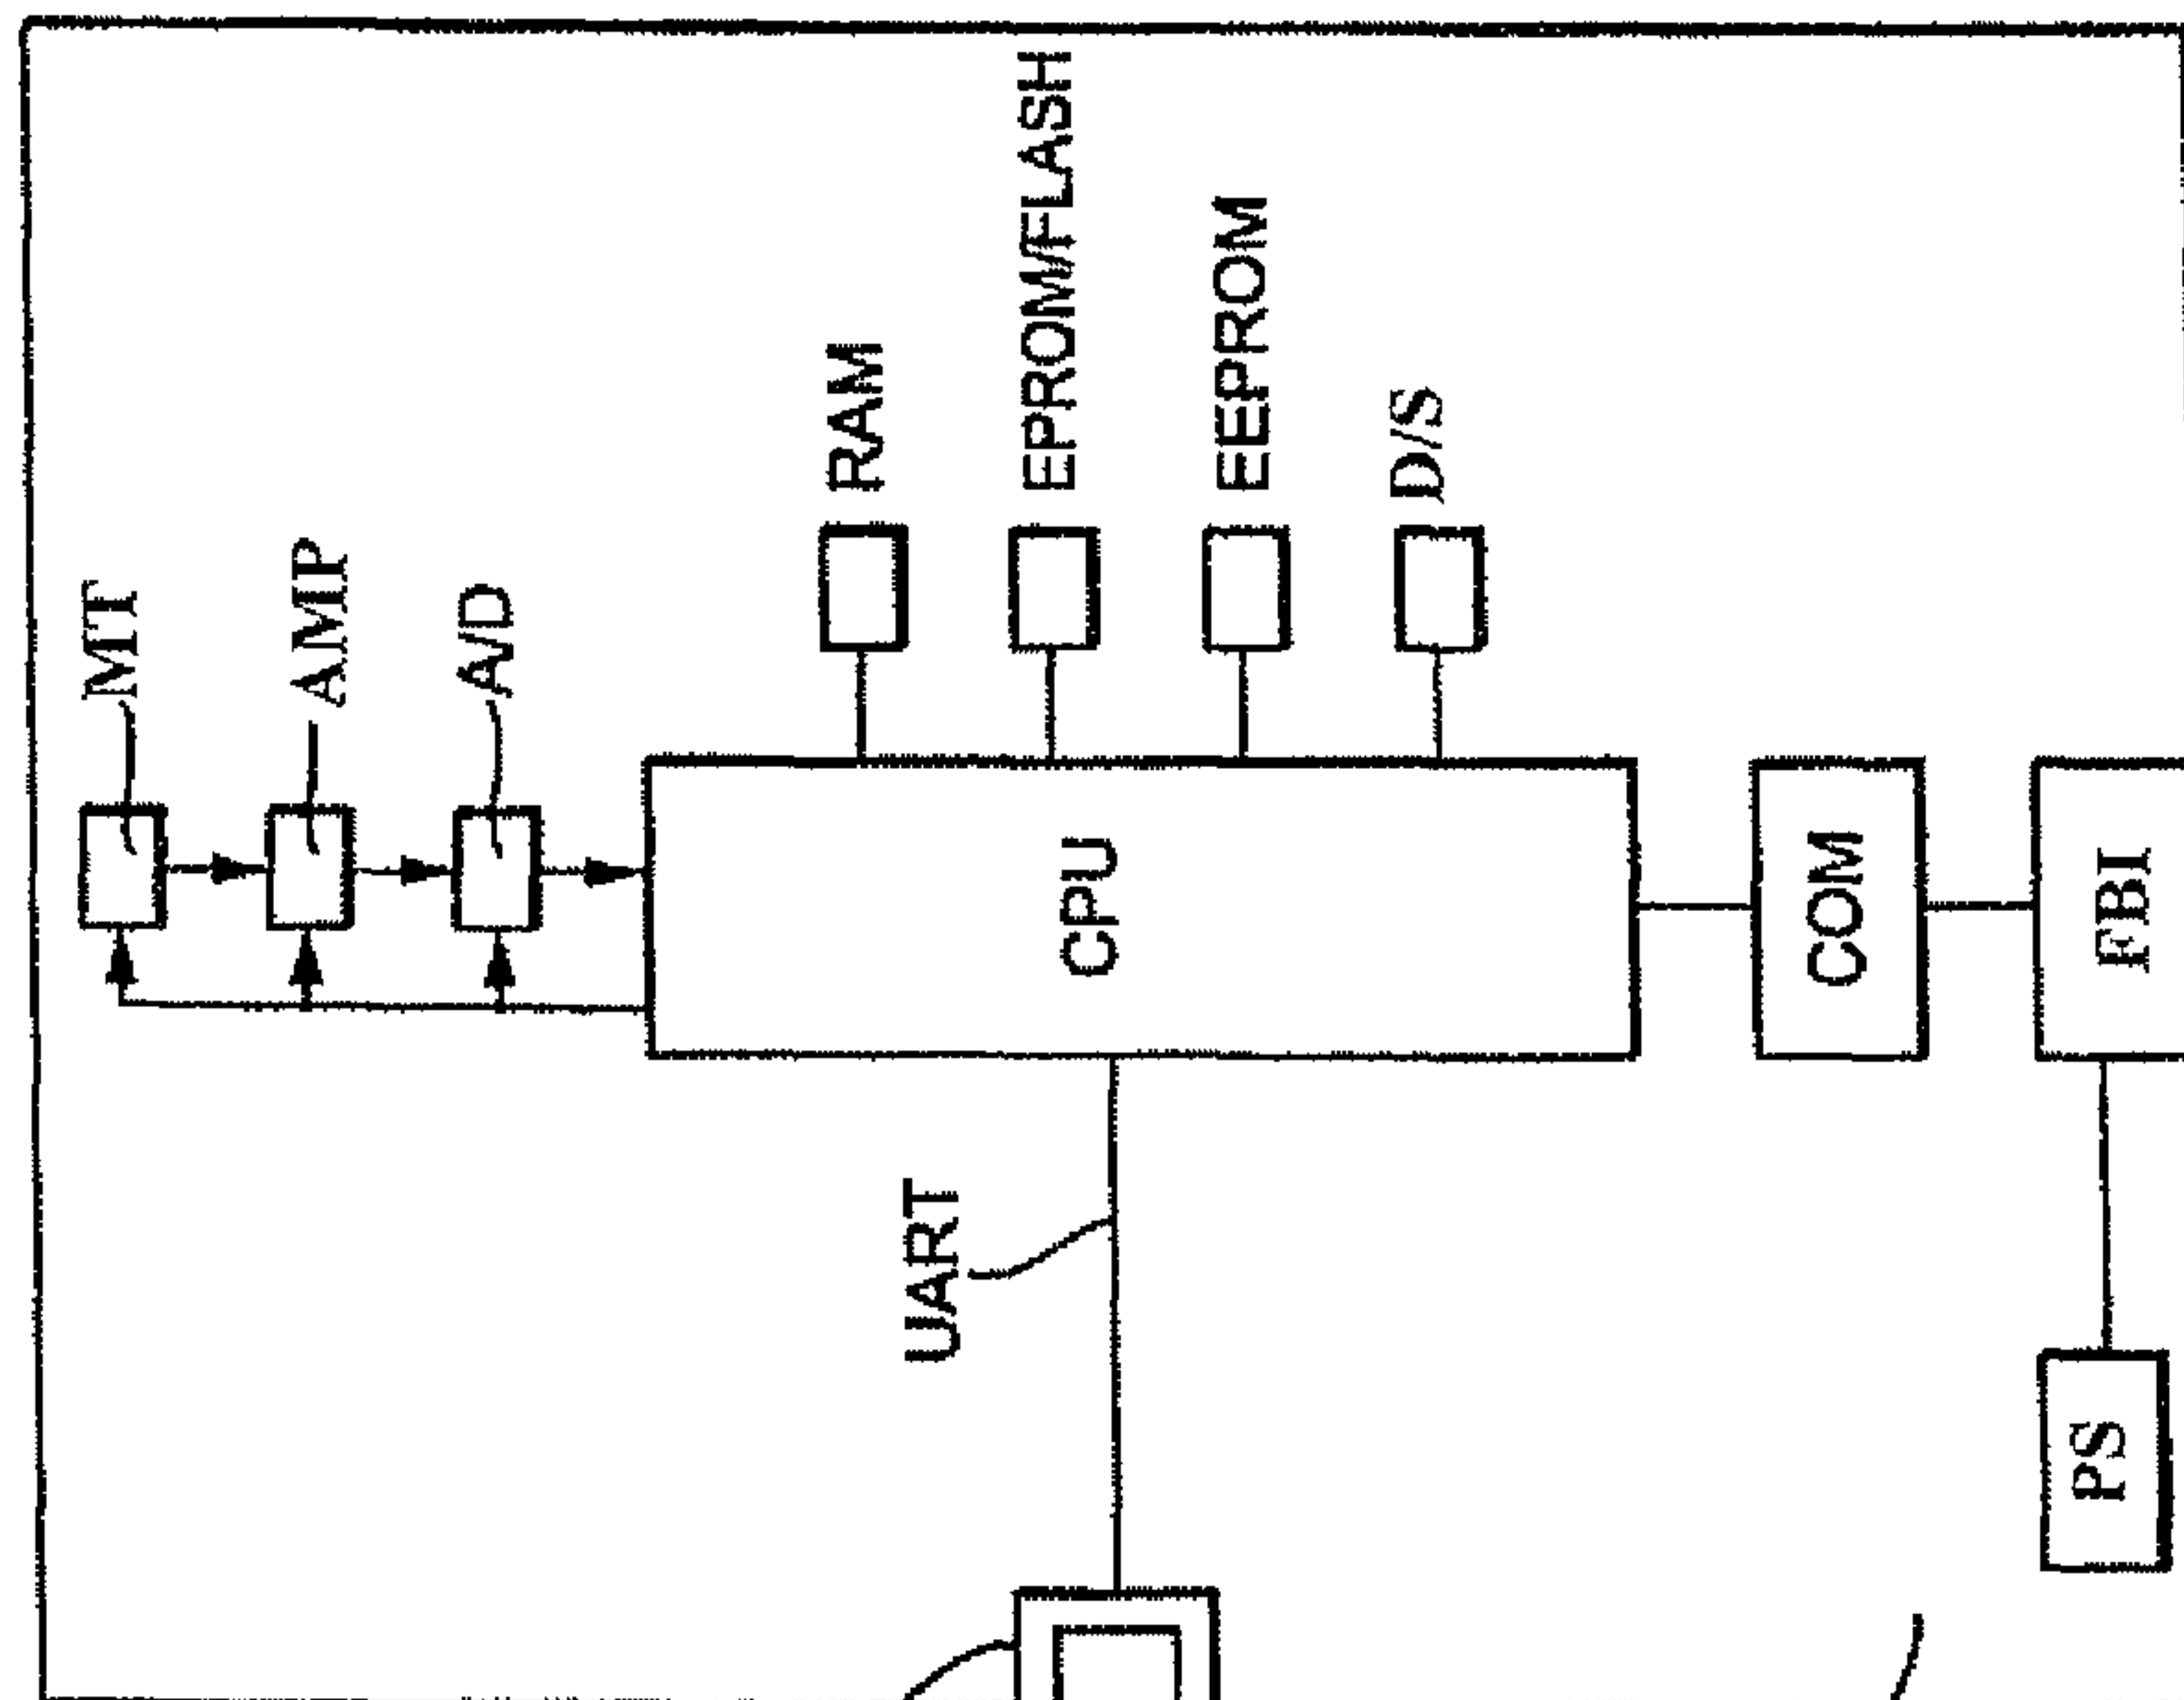 MT
AMP
A/D
RAM
EPROM/FLASH
EEPROM
D/S
CPU
COM
FBI
UART
PS